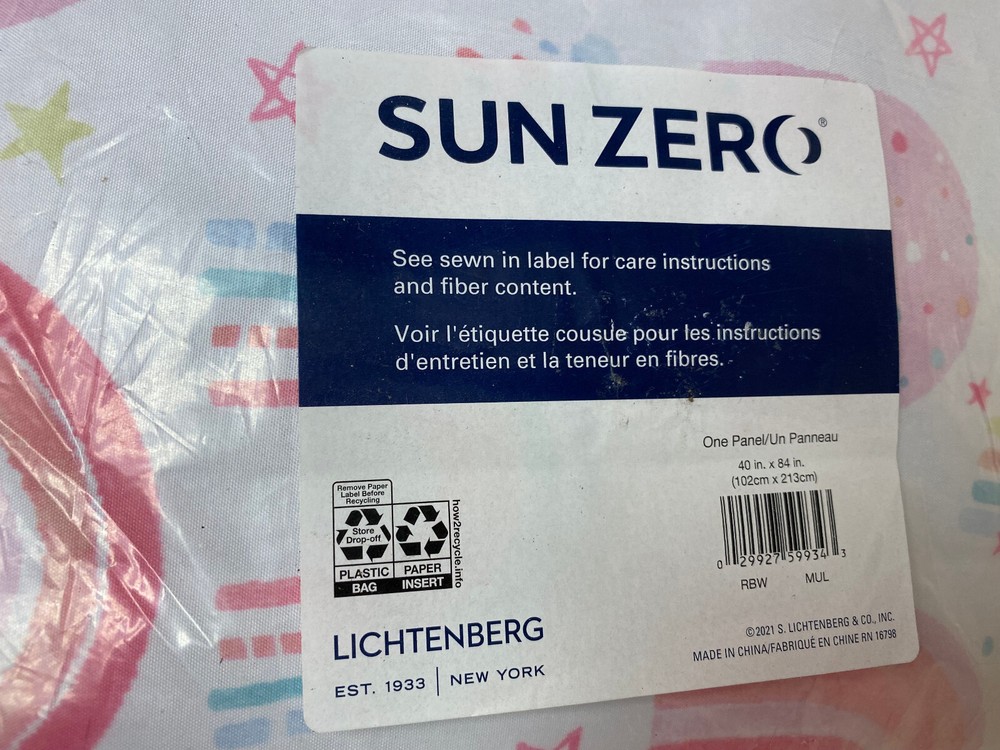 SUN ZERO®
See sewn in label for care instructions
and fiber content.
Voir l'étiquette cousue pour les instructions
d'entretien et la teneur en fibres.
One Panel/Un Panneau
40 in. x 84 in.
(102cm x 213cm)
0 29927 59934 3
RBW MUL
Remove Paper
Label Before
Recycling
Store
Drop-off
PLASTIC
BAG
PAPER
INSERT
how2recycle.info
LICHTENBERG
EST. 1933 | NEW YORK
©2021 S. LICHTENBERG & CO., INC.
MADE IN CHINA/FABRIQUÉ EN CHINE RN 16798